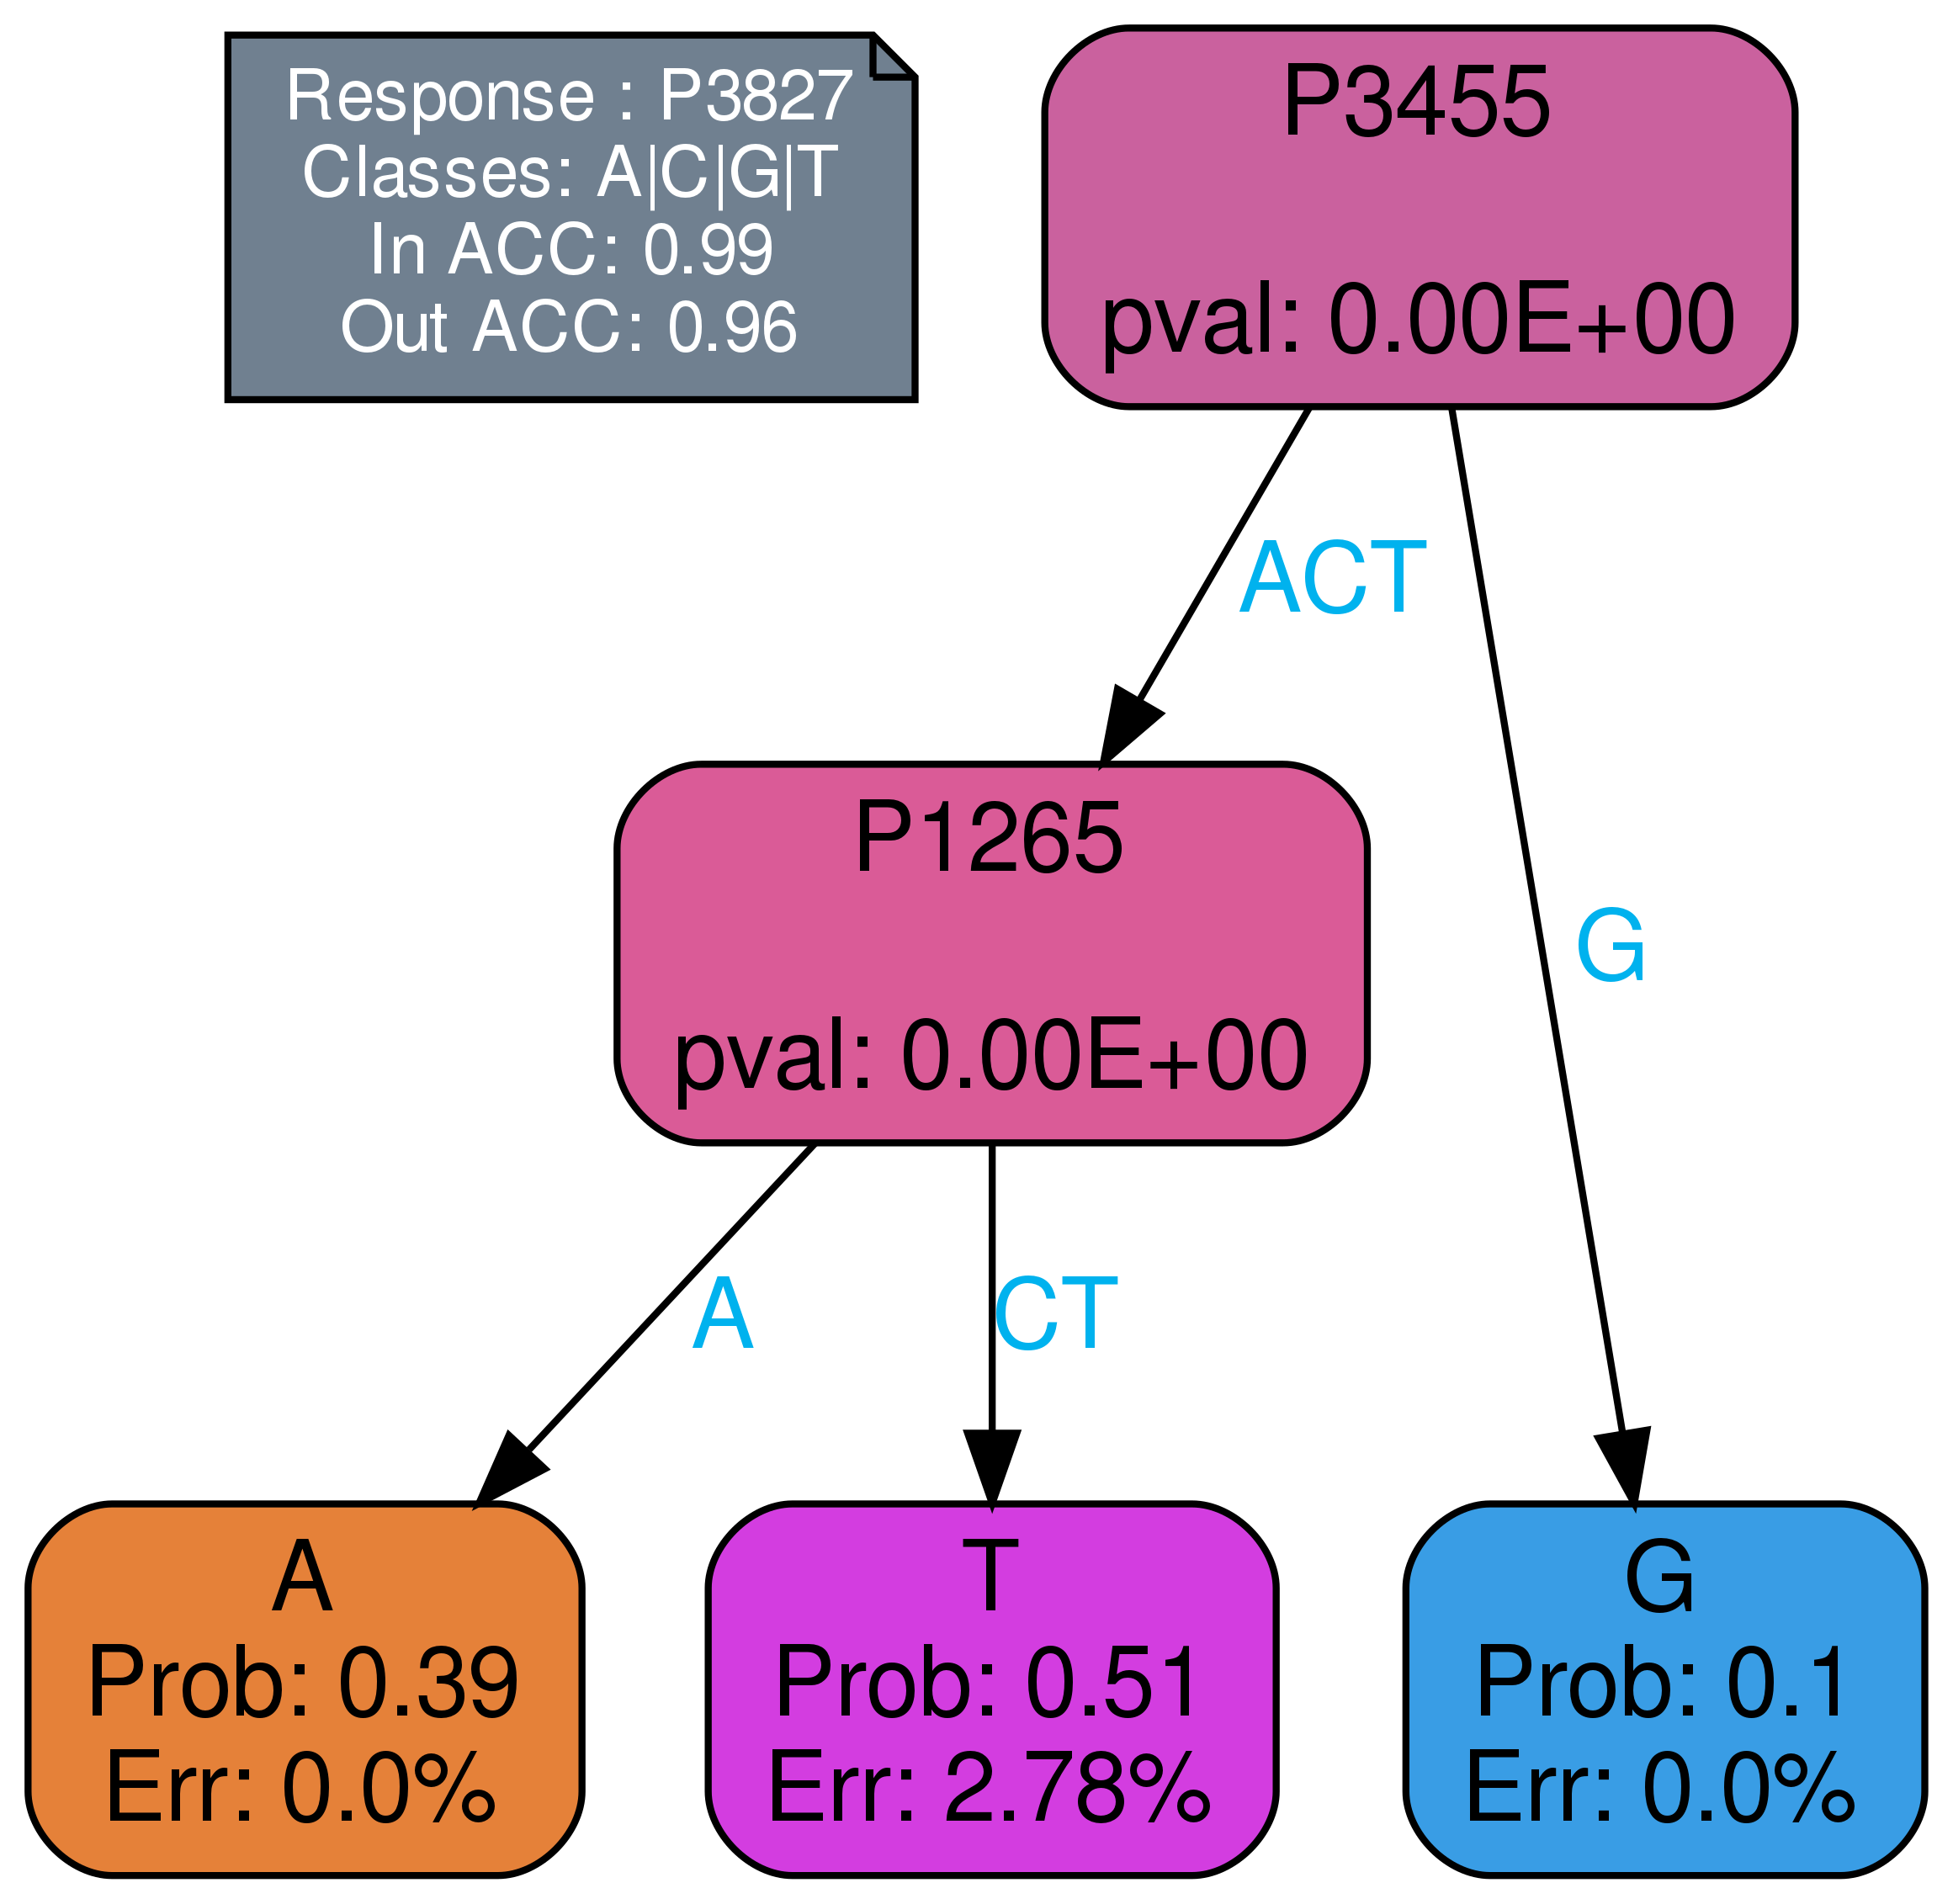 Response : P3827
Classes: A|C|G|T
In ACC: 0.99
Out ACC: 0.96
P3455
pval: 0.00E+00
ACT
G
P1265
pval: 0.00E+00
A
CT
A
Prob: 0.39
Err: 0.0%
T
Prob: 0.51
Err: 2.78%
G
Prob: 0.1
Err: 0.0%